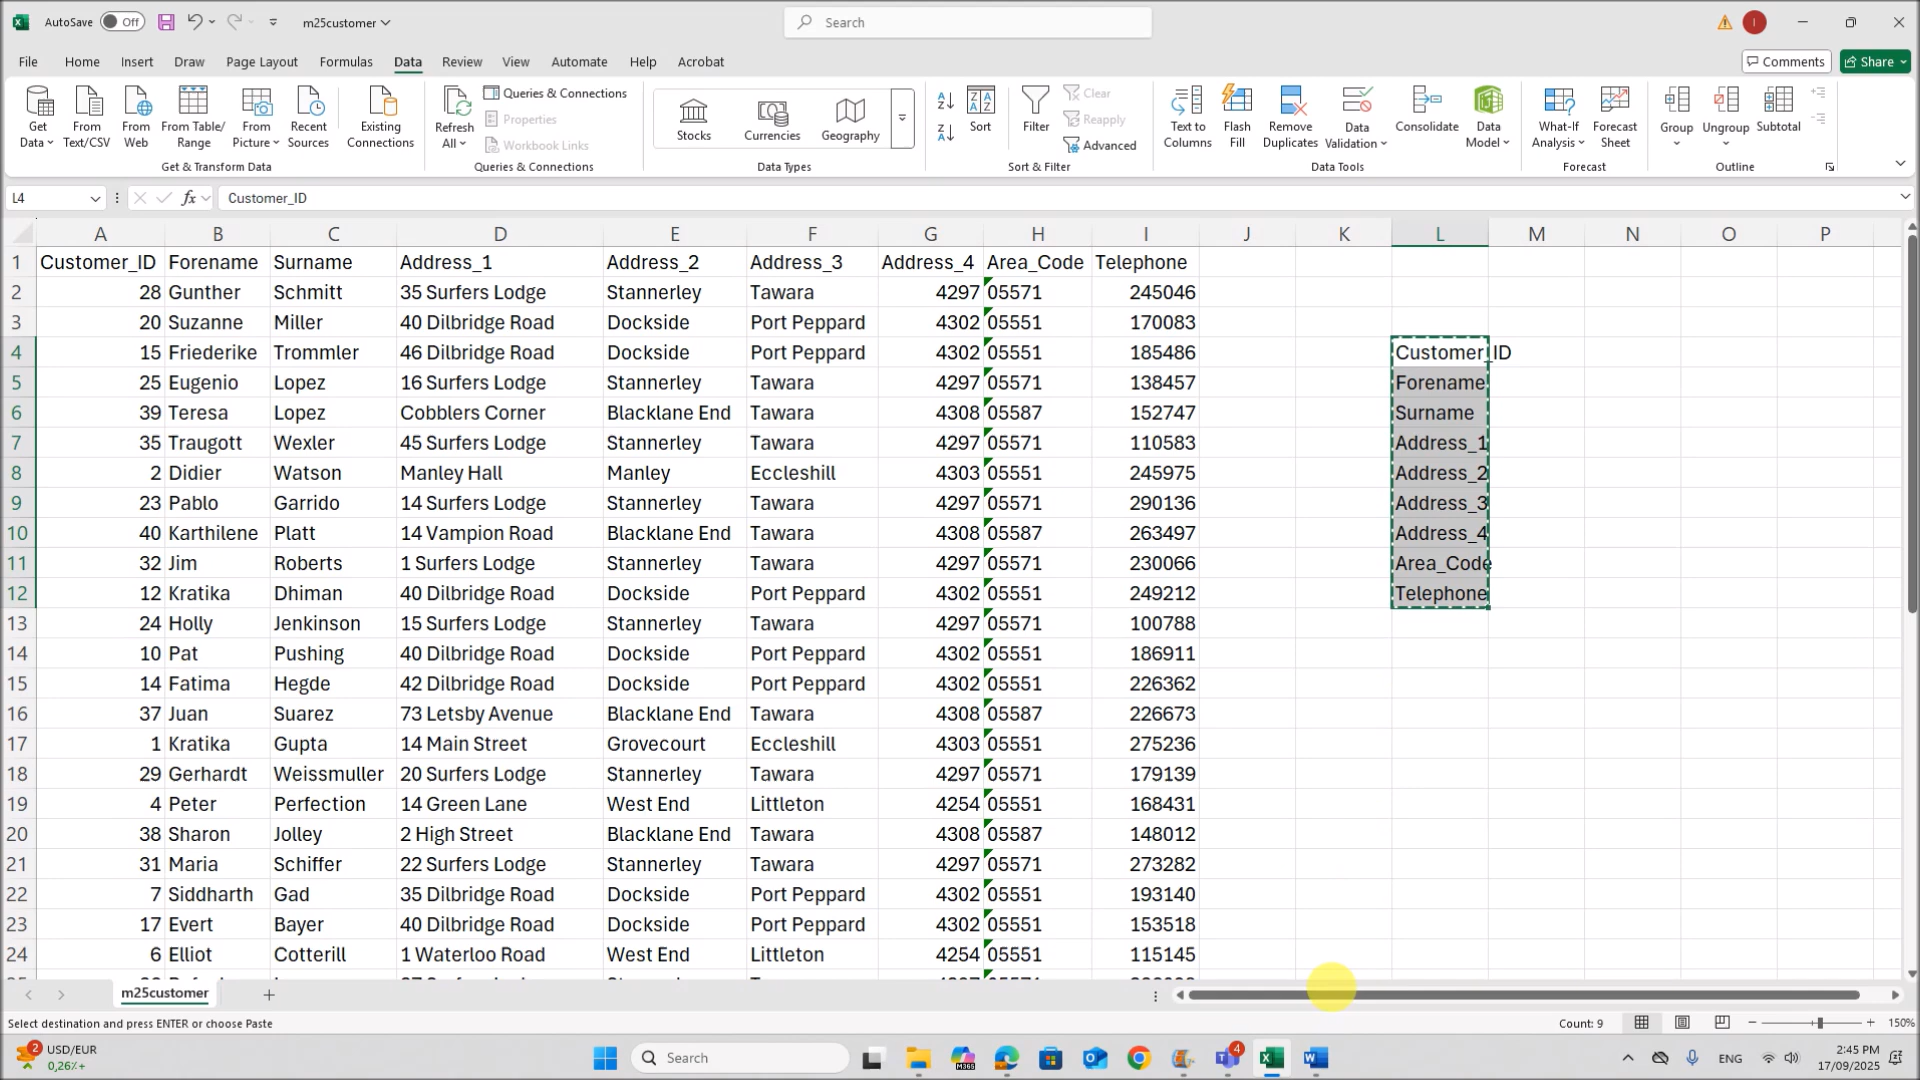 AutoSave Off m25customer Search I
File Home Insert Draw Page Layout Formulas Data Review View Automate Help Acrobat Comments Share
Get Data From Text/CSV From Web From Table/Range From Picture Recent Sources Existing Connections
Get & Transform Data
Refresh All Queries & Connections Properties Workbook Links
Queries & Connections
Stocks Currencies Geography
Data Types
Sort Filter Clear Reapply Advanced
Sort & Filter
Text to Columns Flash Fill Remove Duplicates Data Validation Consolidate Data Model
Data Tools
What-If Analysis Forecast Sheet
Forecast
Group Ungroup Subtotal
Outline
L4 fx Customer_ID
A B C D E F G H I J K L M N O P
1 Customer_ID Forename Surname Address_1 Address_2 Address_3 Address_4 Area_Code Telephone
2 28 Gunther Schmitt 35 Surfers Lodge Stannerley Tawara 4297 05571 245046
3 20 Suzanne Miller 40 Dilbridge Road Dockside Port Peppard 4302 05551 170083
4 15 Friederike Trommler 46 Dilbridge Road Dockside Port Peppard 4302 05551 185486 Customer_ID
5 25 Eugenio Lopez 16 Surfers Lodge Stannerley Tawara 4297 05571 138457 Forename
6 39 Teresa Lopez Cobblers Corner Blacklane End Tawara 4308 05587 152747 Surname
7 35 Traugott Wexler 45 Surfers Lodge Stannerley Tawara 4297 05571 110583 Address_1
8 2 Didier Watson Manley Hall Manley Eccleshill 4303 05551 245975 Address_2
9 23 Pablo Garrido 14 Surfers Lodge Stannerley Tawara 4297 05571 290136 Address_3
10 40 Karthilene Platt 14 Vampion Road Blacklane End Tawara 4308 05587 263497 Address_4
11 32 Jim Roberts 1 Surfers Lodge Stannerley Tawara 4297 05571 230066 Area_Code
12 12 Kratika Dhiman 40 Dilbridge Road Dockside Port Peppard 4302 05551 249212 Telephone
13 24 Holly Jenkinson 15 Surfers Lodge Stannerley Tawara 4297 05571 100788
14 10 Pat Pushing 40 Dilbridge Road Dockside Port Peppard 4302 05551 186911
15 14 Fatima Hegde 42 Dilbridge Road Dockside Port Peppard 4302 05551 226362
16 37 Juan Suarez 73 Letsby Avenue Blacklane End Tawara 4308 05587 226673
17 1 Kratika Gupta 14 Main Street Grovecourt Eccleshill 4303 05551 275236
18 29 Gerhardt Weissmuller 20 Surfers Lodge Stannerley Tawara 4297 05571 179139
19 4 Peter Perfection 14 Green Lane West End Littleton 4254 05551 168431
20 38 Sharon Jolley 2 High Street Blacklane End Tawara 4308 05587 148012
21 31 Maria Schiffer 22 Surfers Lodge Stannerley Tawara 4297 05571 273282
22 7 Siddharth Gad 35 Dilbridge Road Dockside Port Peppard 4302 05551 193140
23 17 Evert Bayer 40 Dilbridge Road Dockside Port Peppard 4302 05551 153518
24 6 Elliot Cotterill 1 Waterloo Road West End Littleton 4254 05551 115145
m25customer
Select destination and press ENTER or choose Paste Count: 9 150%
2 USD/EUR 0,26% Search M365 4 ENG 2:45 PM 17/09/2025